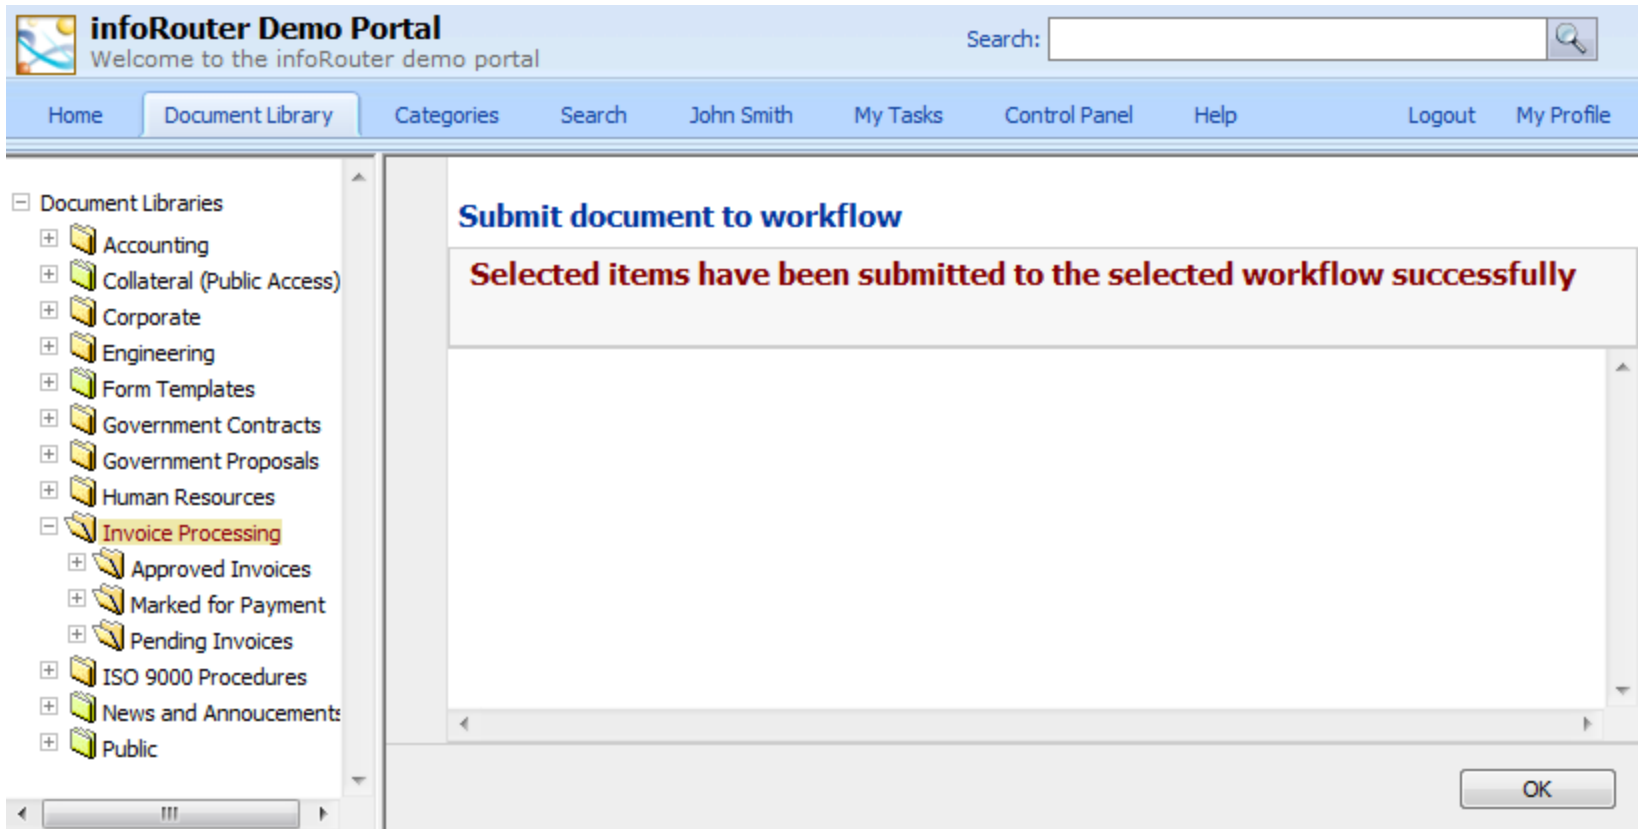 infoRouter Demo Portal
Welcome to the infoRouter demo portal
Search:
Home Document Library Categories Search John Smith My Tasks Control Panel Help Logout My Profile
Document Libraries
Accounting
Collateral (Public Access)
Corporate
Engineering
Form Templates
Government Contracts
Government Proposals
Human Resources
Invoice Processing
Approved Invoices
Marked for Payment
Pending Invoices
ISO 9000 Procedures
News and Annoucements
Public
Submit document to workflow
Selected items have been submitted to the selected workflow successfully
OK